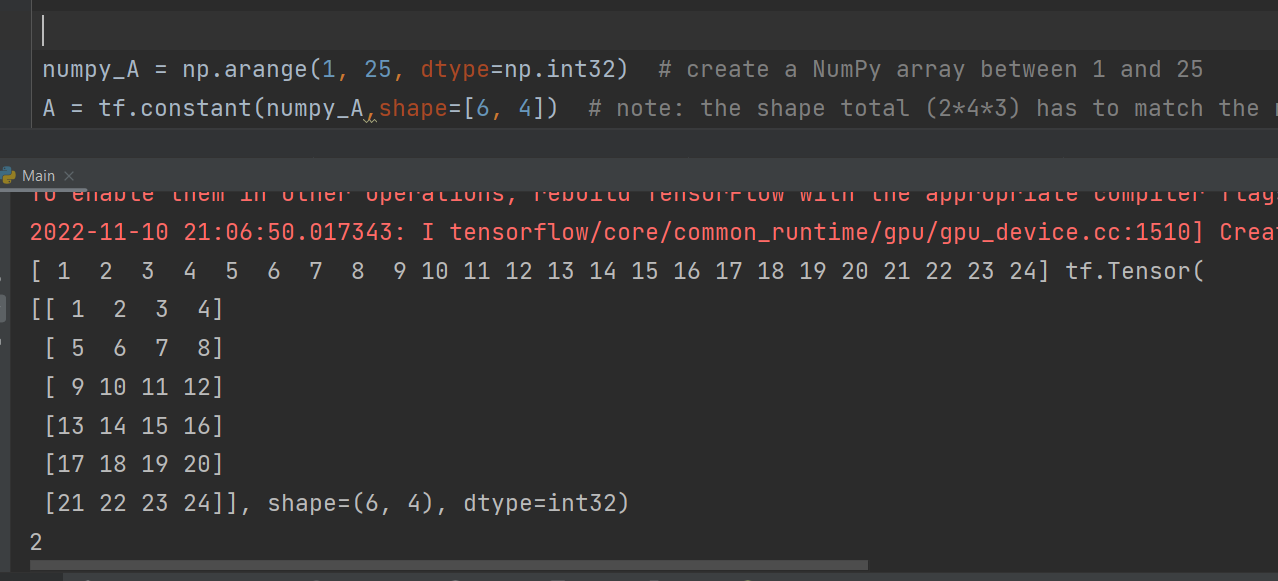 numpy_A = np.arange(1, 25, dtype=np.int32)  # create a NumPy array between 1 and 25
A = tf.constant(numpy_A,shape=[6, 4])  # note: the shape total (2*4*3) has to match the
Main
To enable them in other operations, rebuild TensorFlow with the appropriate compiler flag
2022-11-10 21:06:50.017343: I tensorflow/core/common_runtime/gpu/gpu_device.cc:1510]
[ 1  2  3  4  5  6  7  8  9 10 11 12 13 14 15 16 17 18 19 20 21 22 23 24] tf.Tensor(
[[ 1  2  3  4]
 [ 5  6  7  8]
 [ 9 10 11 12]
 [13 14 15 16]
 [17 18 19 20]
 [21 22 23 24]], shape=(6, 4), dtype=int32)
2